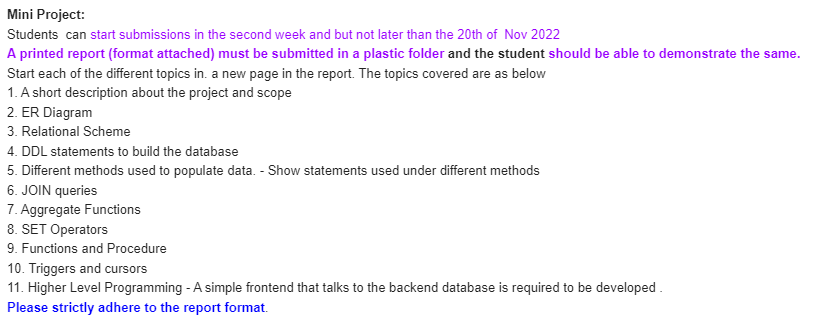 Mini Project:
Students can start submissions in the second week and but not later than the 20th of Nov 2022
A printed report (format attached) must be submitted in a plastic folder and the student should be able to demonstrate the same.
Start each of the different topics in. a new page in the report. The topics covered are as below
1. A short description about the project and scope
2. ER Diagram
3. Relational Scheme
4. DDL statements to build the database
5. Different methods used to populate data. - Show statements used under different methods
6. JOIN queries
7. Aggregate Functions
8. SET Operators
9. Functions and Procedure
10. Triggers and cursors
11. Higher Level Programming - A simple frontend that talks to the backend database is required to be developed .
Please strictly adhere to the report format.